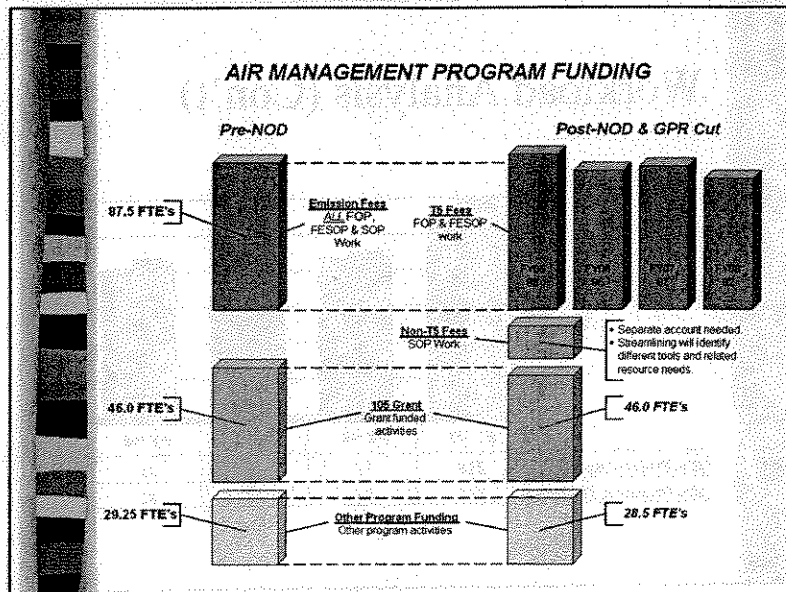 AIR MANAGEMENT PROGRAM FUNDING
Pre-NOD
Post-NOD & GPR Cut
97.5 FTE's
Emission Fees
ALL FOP,
FESOP & SOP
Work
T5 Fees
FOP & FESOP
work
Non-T5 Fees
SOP Work
• Separate account needed.
• Streamlining will identify
different tools and related
resource needs.
46.0 FTE's
105 Grant
Grant funded
activities
46.0 FTE's
29.25 FTE's
Other Program Funding
Other program activities
28.5 FTE's